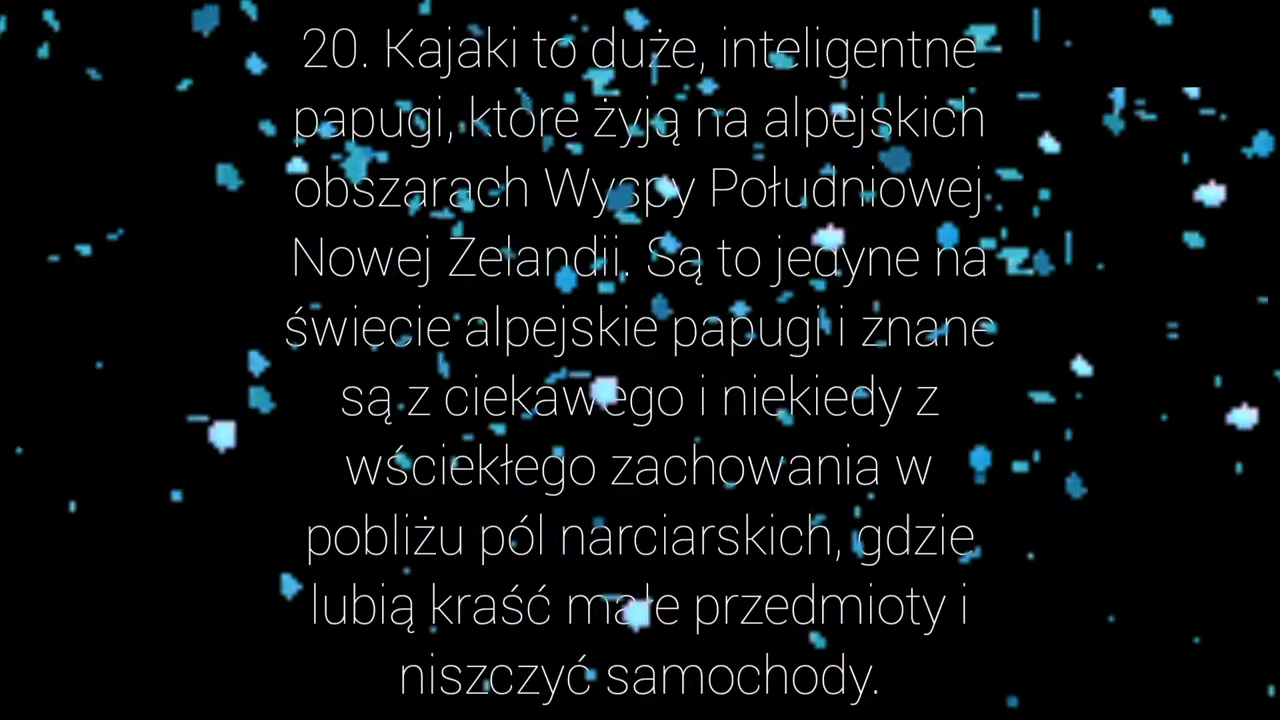 20. Kajaki to duże, inteligentne
papugi, które żyją na alpejskich
obszarach Wyspy Południowej
Nowej Zelandii. Są to jedyne na
świecie alpejskie papugi i znane
są z ciekawego i niekiedy z
wściekłego zachowania w
pobliżu pól narciarskich, gdzie
lubią kraść małe przedmioty i
niszczyć samochody.